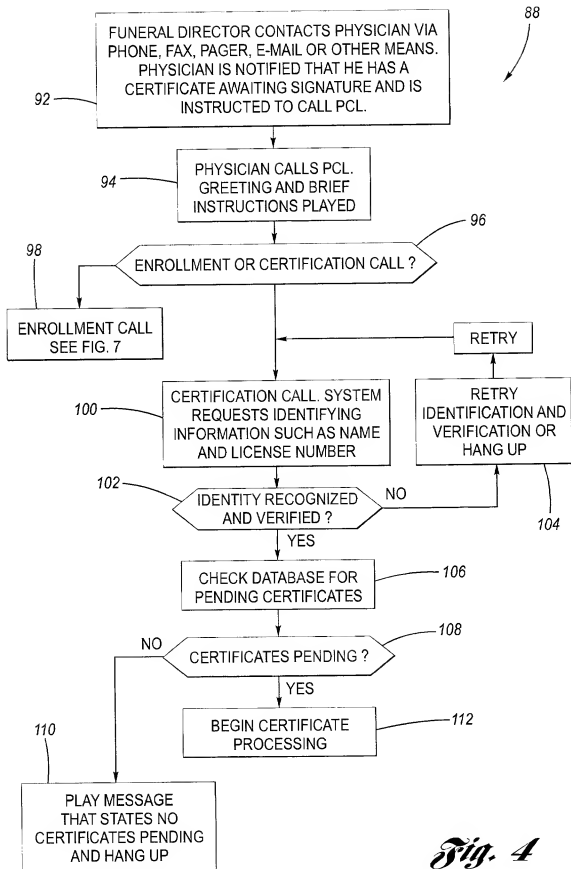 88
FUNERAL DIRECTOR CONTACTS PHYSICIAN VIA
PHONE, FAX, PAGER, E-MAIL OR OTHER MEANS.
PHYSICIAN IS NOTIFIED THAT HE HAS A
CERTIFICATE AWAITING SIGNATURE AND IS
INSTRUCTED TO CALL PCL.
92
PHYSICIAN CALLS PCL.
GREETING AND BRIEF
INSTRUCTIONS PLAYED
94
96
ENROLLMENT OR CERTIFICATION CALL ?
98
ENROLLMENT CALL
SEE FIG. 7
RETRY
100
CERTIFICATION CALL. SYSTEM
REQUESTS IDENTIFYING
INFORMATION SUCH AS NAME
AND LICENSE NUMBER
RETRY
IDENTIFICATION AND
VERIFICATION OR
HANG UP
104
102
IDENTITY RECOGNIZED
AND VERIFIED ?
NO
YES
CHECK DATABASE FOR
PENDING CERTIFICATES
106
108
NO
CERTIFICATES PENDING ?
YES
BEGIN CERTIFICATE
PROCESSING
112
110
PLAY MESSAGE
THAT STATES NO
CERTIFICATES PENDING
AND HANG UP
Fig. 4